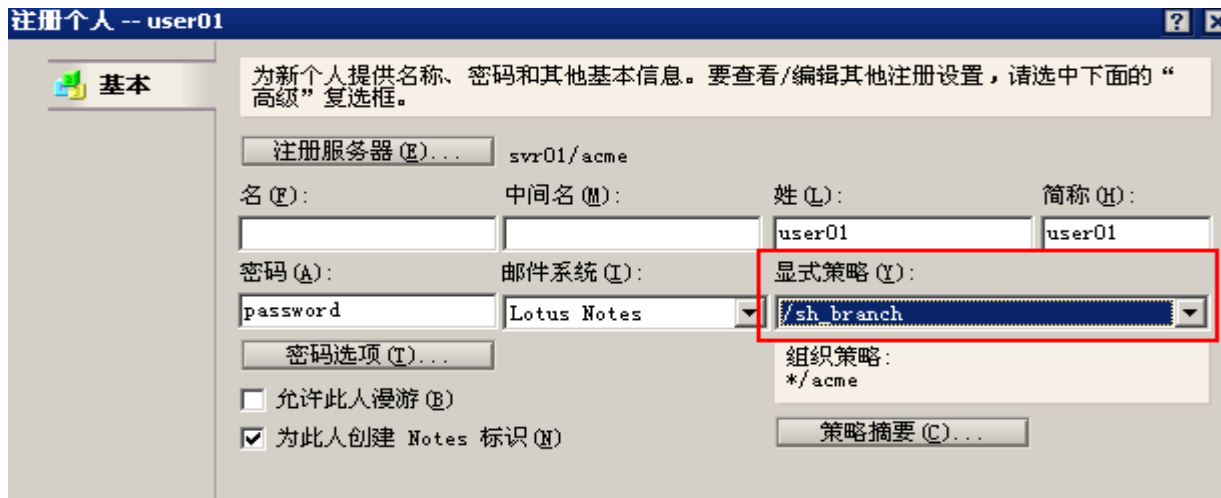 注册个人 -- user01
基本
为新个人提供名称、密码和其他基本信息。要查看/编辑其他注册设置，请选中下面的“
高级”复选框。
注册服务器(E)... svr01/acme
名(F): 中间名(M): 姓(L): 简称(H):
user01 user01
密码(A): 邮件系统(I): 显式策略(Y):
password Lotus Notes /sh_branch
密码选项(T)... 组织策略:
*/acme
允许此人漫游(B)
为此人创建 Notes 标识(N) 策略摘要(C)...